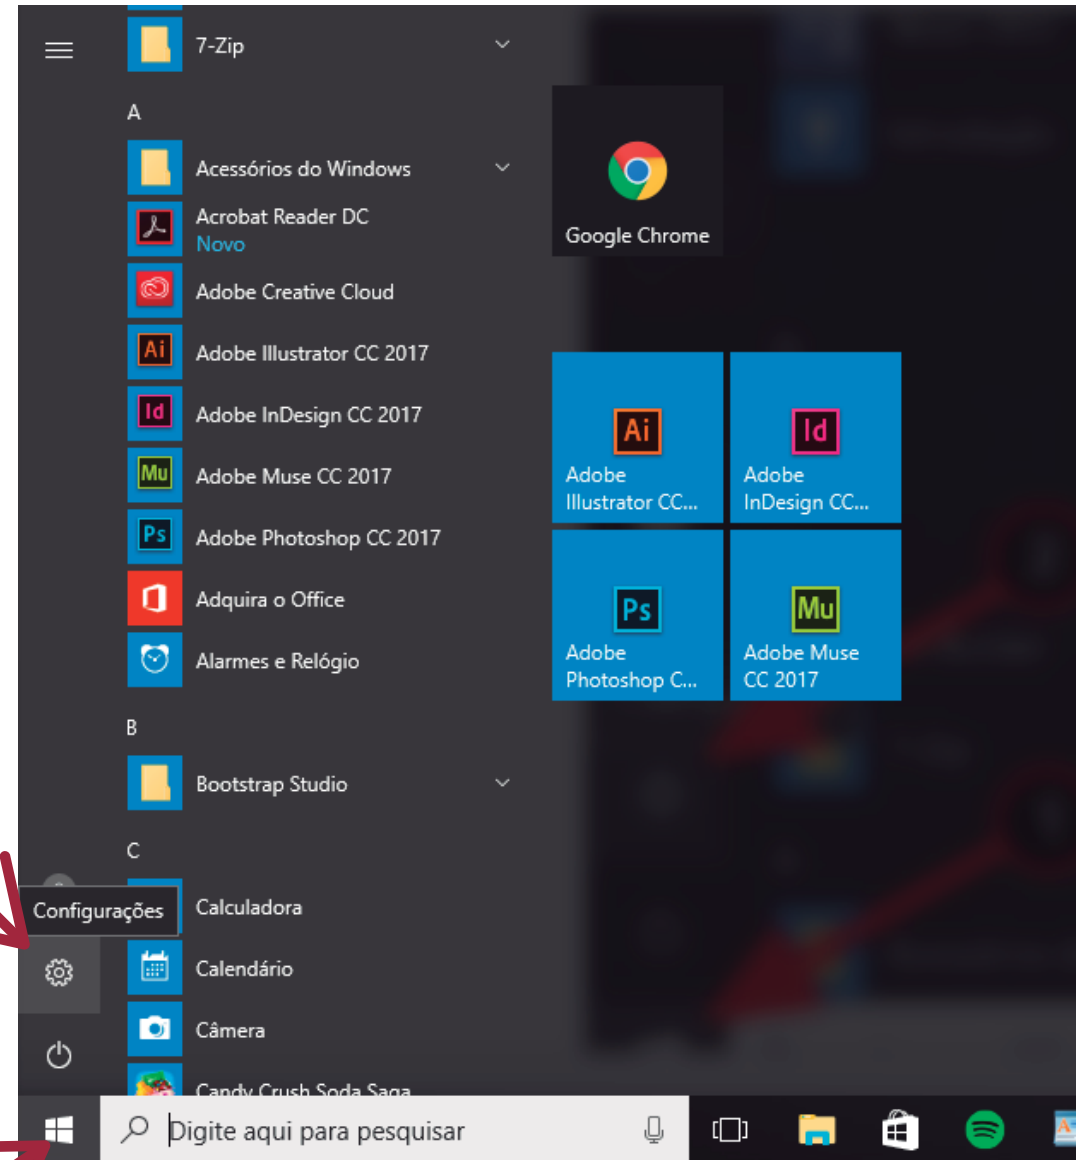 7-Zip
A
Acessórios do Windows
Acrobat Reader DC
Novo
Adobe Creative Cloud
Ai
Adobe Illustrator CC 2017
Id
Adobe InDesign CC 2017
Mu
Adobe Muse CC 2017
Ps
Adobe Photoshop CC 2017
Adquira o Office
Alarmes e Relógio
B
Bootstrap Studio
C
Calculadora
Configurações
Calendário
Câmera
Candy Crush Soda Saga
Google Chrome
Ai
Adobe
Illustrator CC...
Id
Adobe
InDesign CC...
Ps
Adobe
Photoshop C...
Mu
Adobe Muse
CC 2017
Digite aqui para pesquisar